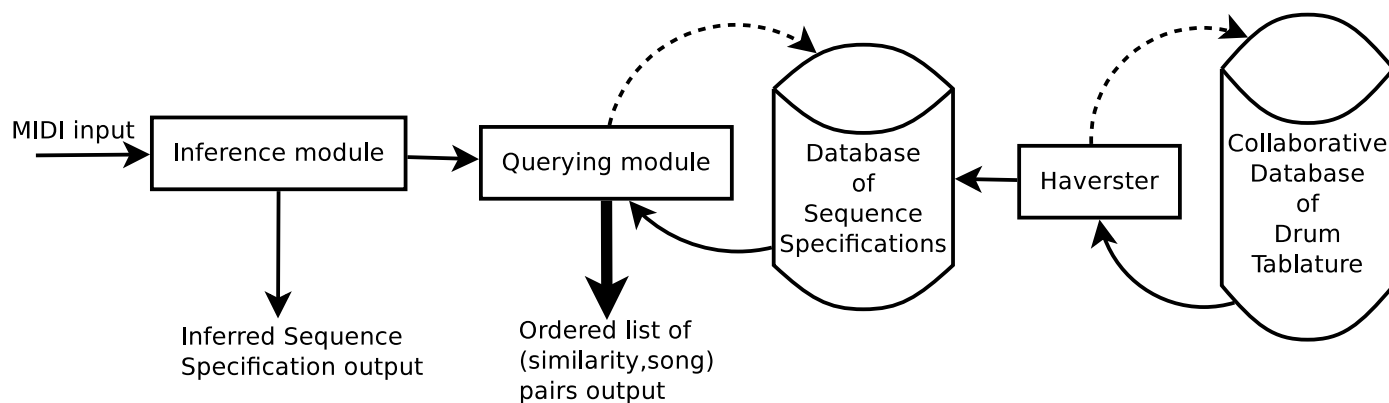 MIDI input
Inference module
Inferred Sequence
Specification output
Querying module
Ordered list of
(similarity,song)
pairs output
Database
of
Sequence
Specifications
Haverster
Collaborative
Database
of
Drum
Tablature